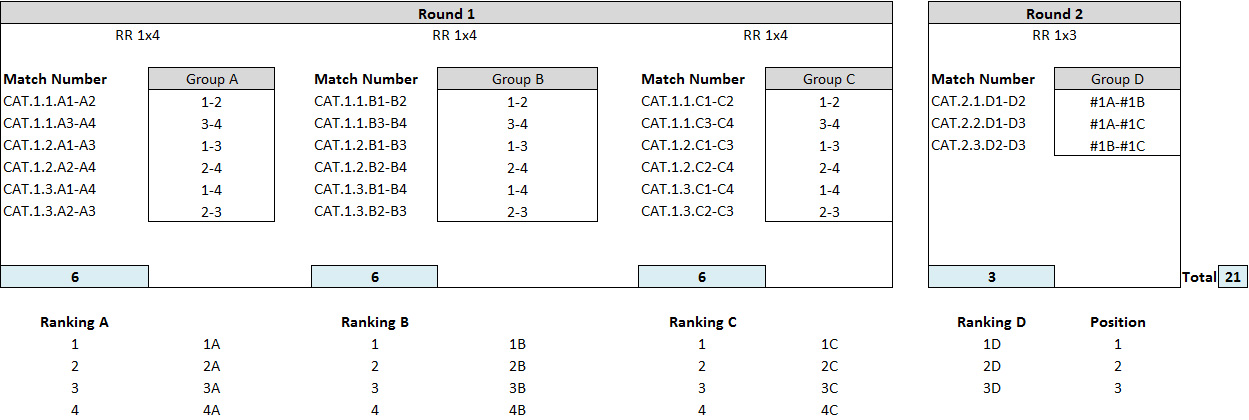 Round 1 Round 2
RR 1x4 RR 1x4 RR 1x4 RR 1x3
Match Number Group A Match Number Group B Match Number Group C Match Number Group D
CAT.1.1.A1-A2 1-2 CAT.1.1.B1-B2 1-2 CAT.1.1.C1-C2 1-2 CAT.2.1.D1-D2 #1A-#1B
CAT.1.1.A3-A4 3-4 CAT.1.1.B3-B4 3-4 CAT.1.1.C3-C4 3-4 CAT.2.2.D1-D3 #1A-#1C
CAT.1.2.A1-A3 1-3 CAT.1.2.B1-B3 1-3 CAT.1.2.C1-C3 1-3 CAT.2.3.D2-D3 #1B-#1C
CAT.1.2.A2-A4 2-4 CAT.1.2.B2-B4 2-4 CAT.1.2.C2-C4 2-4
CAT.1.3.A1-A4 1-4 CAT.1.3.B1-B4 1-4 CAT.1.3.C1-C4 1-4
CAT.1.3.A2-A3 2-3 CAT.1.3.B2-B3 2-3 CAT.1.3.C2-C3 2-3
6 6 6 3 Total 21
Ranking A Ranking B Ranking C Ranking D Position
1 1A 1 1B 1 1C 1D 1
2 2A 2 2B 2 2C 2D 2
3 3A 3 3B 3 3C 3D 3
4 4A 4 4B 4 4C